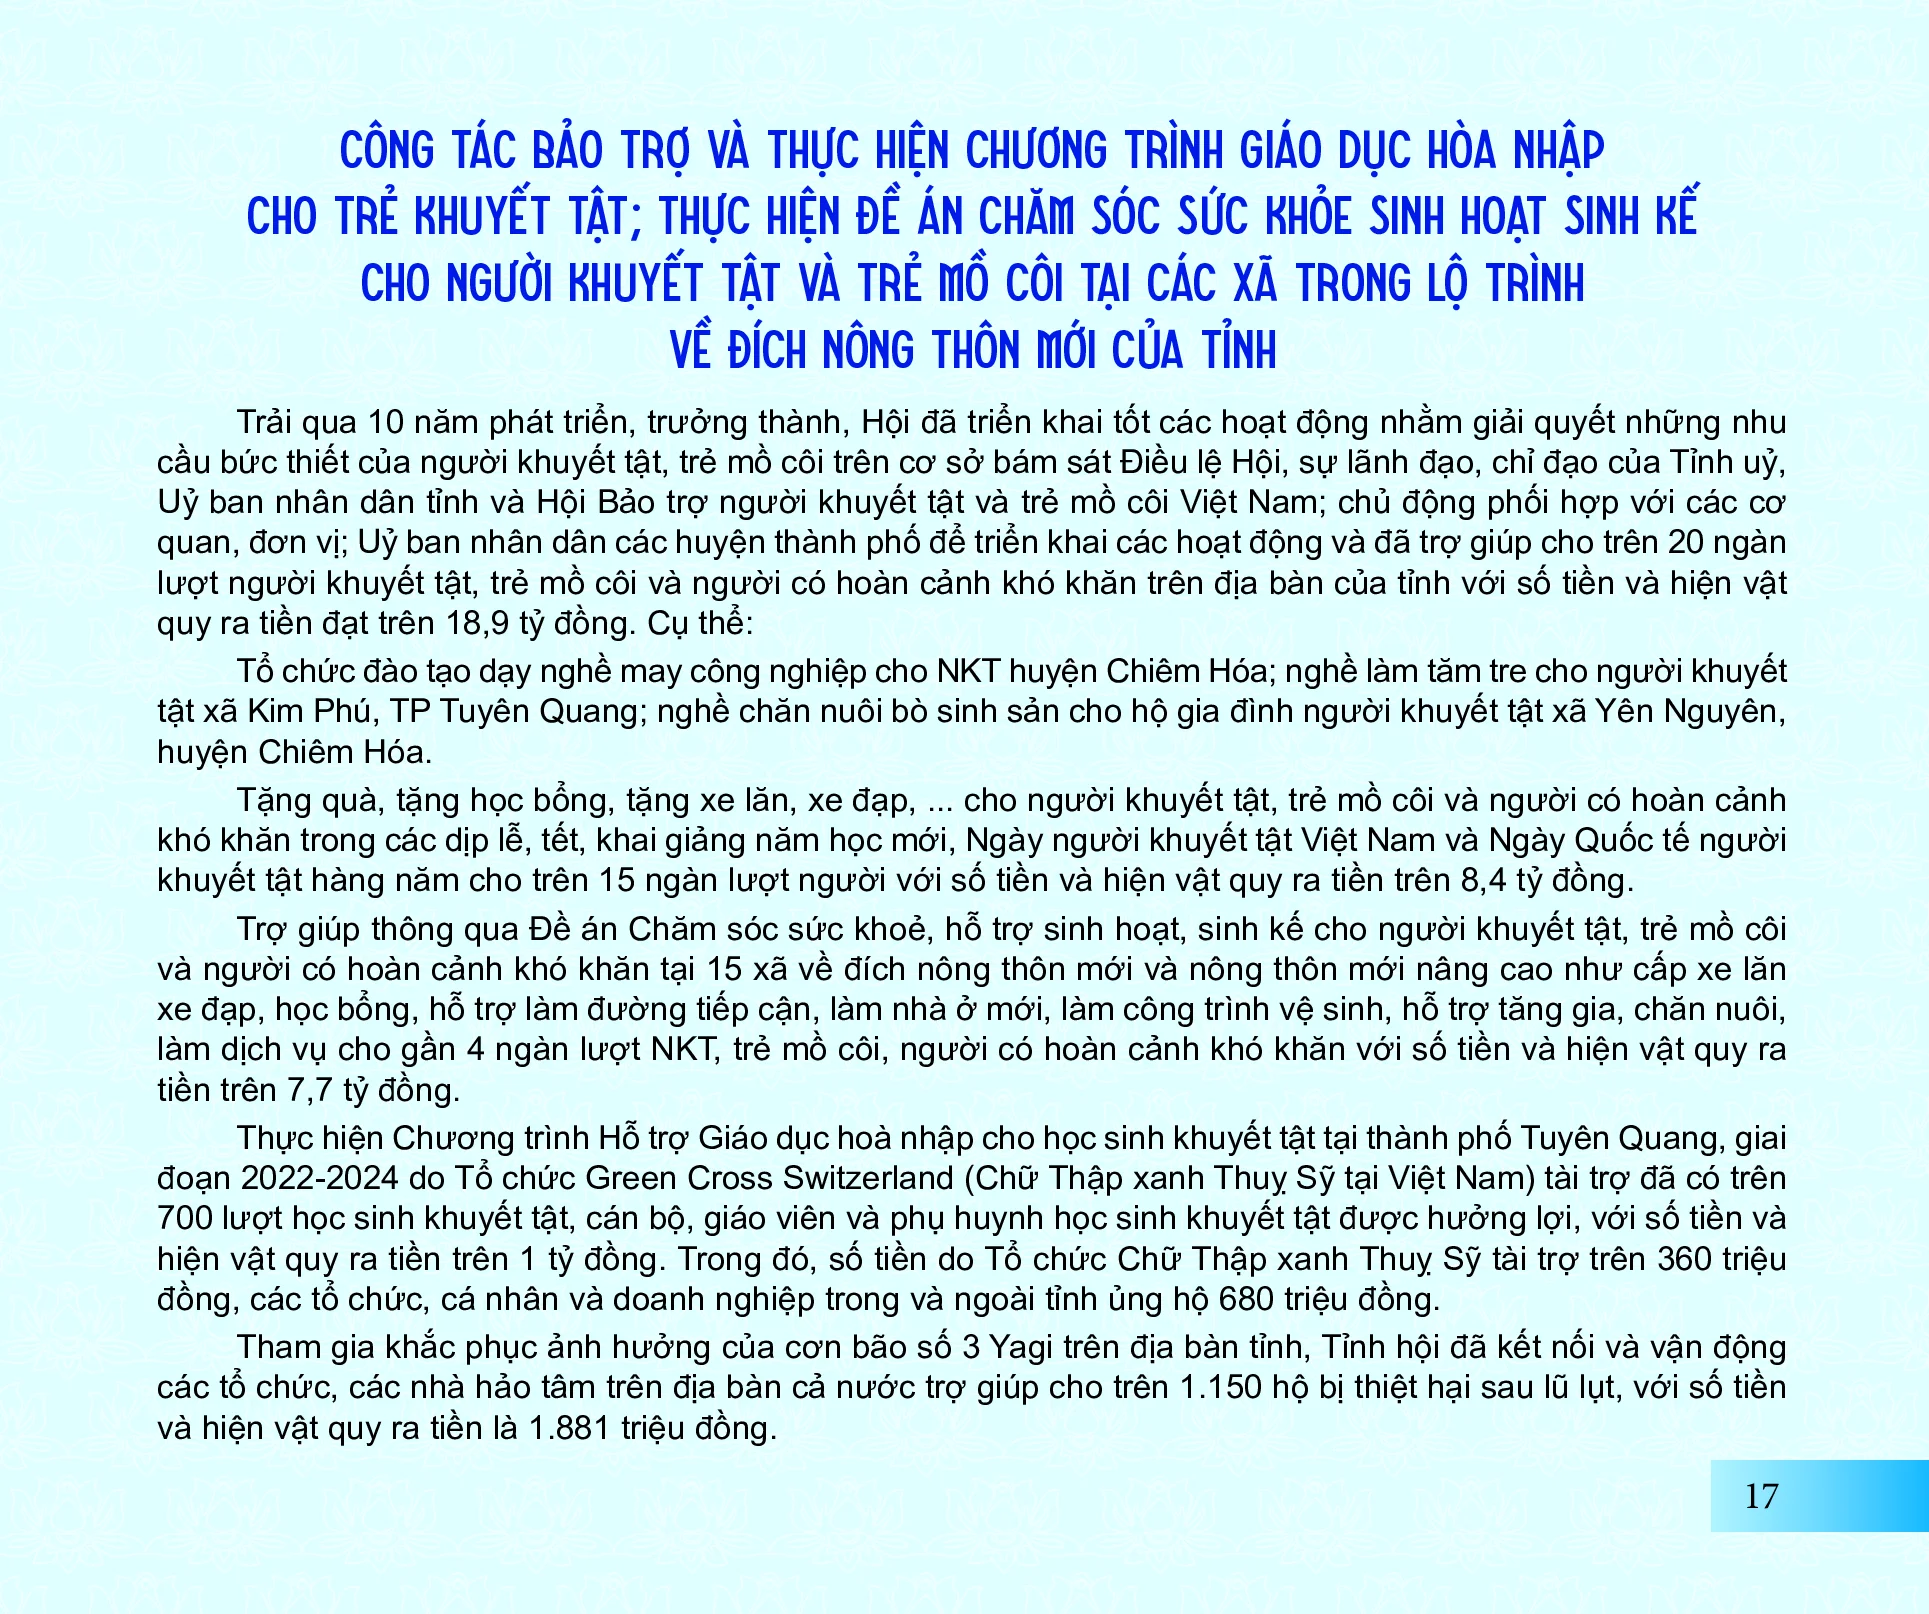 CÔNG TÁC BẢO TRỢ VÀ THỰC HIỆN CHƯƠNG TRÌNH GIÁO DỤC HÒA NHẬP
CHO TRẺ KHUYẾT TẬT; THỰC HIỆN ĐỀ ÁN CHĂM SÓC SỨC KHỎE SINH HOẠT SINH KẾ
CHO NGƯỜI KHUYẾT TẬT VÀ TRẺ MỒ CÔI TẠI CÁC XÃ TRONG LỘ TRÌNH
VỀ ĐÍCH NÔNG THÔN MỚI CỦA TỈNH
Trải qua 10 năm phát triển, trưởng thành, Hội đã triển khai tốt các hoạt động nhằm giải quyết những nhu
cầu bức thiết của người khuyết tật, trẻ mồ côi trên cơ sở bám sát Điều lệ Hội, sự lãnh đạo, chỉ đạo của Tỉnh uỷ,
Uỷ ban nhân dân tỉnh và Hội Bảo trợ người khuyết tật và trẻ mồ côi Việt Nam; chủ động phối hợp với các cơ
quan, đơn vị; Uỷ ban nhân dân các huyện thành phố để triển khai các hoạt động và đã trợ giúp cho trên 20 ngàn
lượt người khuyết tật, trẻ mồ côi và người có hoàn cảnh khó khăn trên địa bàn của tỉnh với số tiền và hiện vật
quy ra tiền đạt trên 18,9 tỷ đồng. Cụ thể:
Tổ chức đào tạo dạy nghề may công nghiệp cho NKT huyện Chiêm Hóa; nghề làm tăm tre cho người khuyết
tật xã Kim Phú, TP Tuyên Quang; nghề chăn nuôi bò sinh sản cho hộ gia đình người khuyết tật xã Yên Nguyên,
huyện Chiêm Hóa.
Tặng quà, tặng học bổng, tặng xe lăn, xe đạp, ... cho người khuyết tật, trẻ mồ côi và người có hoàn cảnh
khó khăn trong các dịp lễ, tết, khai giảng năm học mới, Ngày người khuyết tật Việt Nam và Ngày Quốc tế người
khuyết tật hàng năm cho trên 15 ngàn lượt người với số tiền và hiện vật quy ra tiền trên 8,4 tỷ đồng.
Trợ giúp thông qua Đề án Chăm sóc sức khoẻ, hỗ trợ sinh hoạt, sinh kế cho người khuyết tật, trẻ mồ côi
và người có hoàn cảnh khó khăn tại 15 xã về đích nông thôn mới và nông thôn mới nâng cao như cấp xe lăn
xe đạp, học bổng, hỗ trợ làm đường tiếp cận, làm nhà ở mới, làm công trình vệ sinh, hỗ trợ tăng gia, chăn nuôi,
làm dịch vụ cho gần 4 ngàn lượt NKT, trẻ mồ côi, người có hoàn cảnh khó khăn với số tiền và hiện vật quy ra
tiền trên 7,7 tỷ đồng.
Thực hiện Chương trình Hỗ trợ Giáo dục hoà nhập cho học sinh khuyết tật tại thành phố Tuyên Quang, giai
đoạn 2022-2024 do Tổ chức Green Cross Switzerland (Chữ Thập xanh Thuỵ Sỹ tại Việt Nam) tài trợ đã có trên
700 lượt học sinh khuyết tật, cán bộ, giáo viên và phụ huynh học sinh khuyết tật được hưởng lợi, với số tiền và
hiện vật quy ra tiền trên 1 tỷ đồng. Trong đó, số tiền do Tổ chức Chữ Thập xanh Thuỵ Sỹ tài trợ trên 360 triệu
đồng, các tổ chức, cá nhân và doanh nghiệp trong và ngoài tỉnh ủng hộ 680 triệu đồng.
Tham gia khắc phục ảnh hưởng của cơn bão số 3 Yagi trên địa bàn tỉnh, Tỉnh hội đã kết nối và vận động
các tổ chức, các nhà hảo tâm trên địa bàn cả nước trợ giúp cho trên 1.150 hộ bị thiệt hại sau lũ lụt, với số tiền
và hiện vật quy ra tiền là 1.881 triệu đồng.
17